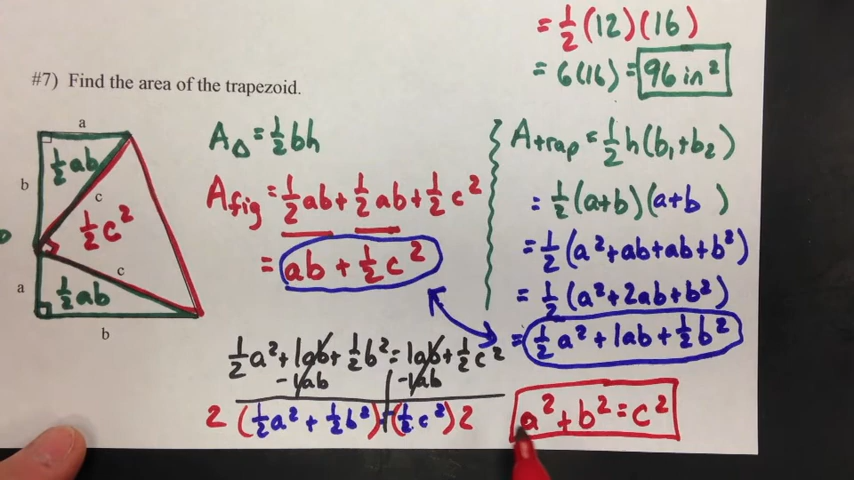 = 1/2 (12)(16)
= 6(16) = 96 in²
#7) Find the area of the trapezoid.
a
b
1/2 ab
c
1/2 c²
c
a
1/2 ab
b
A△ = 1/2 bh
Afig = 1/2 ab + 1/2 ab + 1/2 c²
= ab + 1/2 c²
Atrap = 1/2 h(b₁+b₂)
= 1/2 (a+b)(a+b)
= 1/2 (a²+ab+ab+b²)
= 1/2 (a²+2ab+b²)
= 1/2 a² + 1ab + 1/2 b²
1/2 a² + 1ab + 1/2 b² = 1ab + 1/2 c²
-1ab -1ab
2 (1/2 a² + 1/2 b²) = (1/2 c²) 2
a² + b² = c²